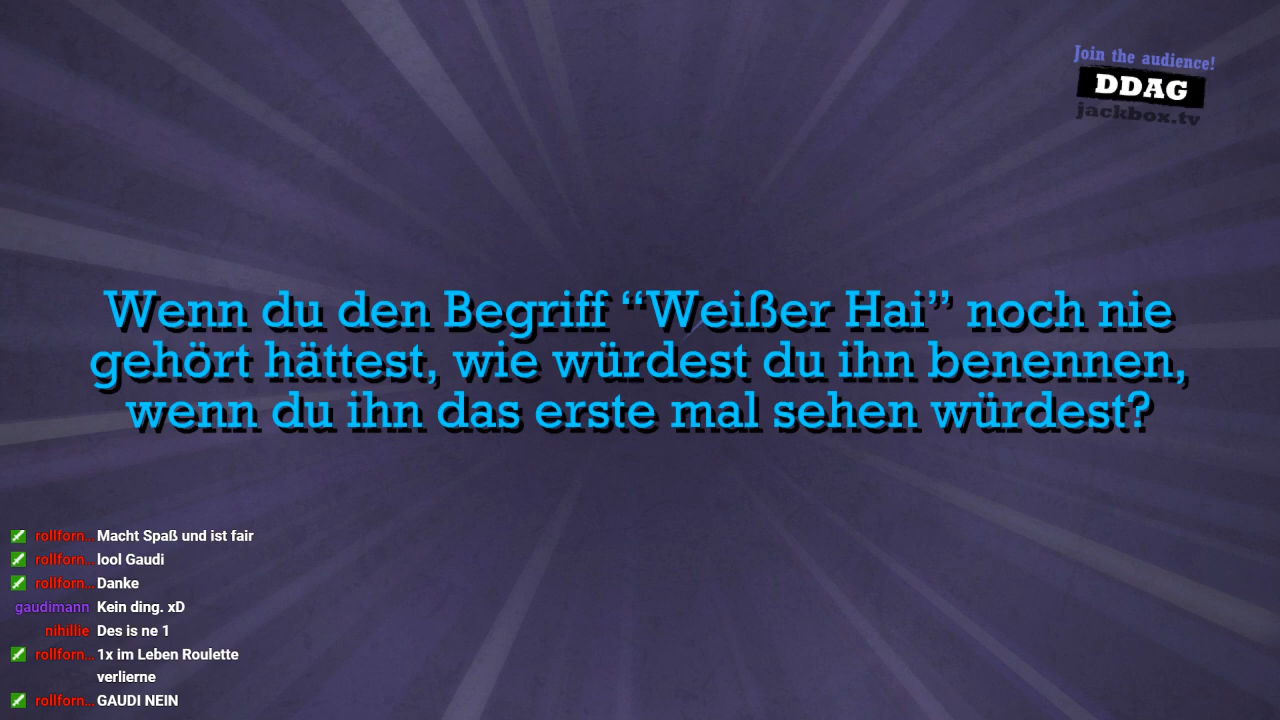 Join the audience!
DDAG
jackbox.tv
Wenn du den Begriff “Weißer Hai” noch nie
gehört hättest, wie würdest du ihn benennen,
wenn du ihn das erste mal sehen würdest?
rollforn... Macht Spaß und ist fair
rollforn... lool Gaudi
rollforn... Danke
gaudimann Kein ding. xD
nihillie Des is ne 1
rollforn... 1x im Leben Roulette
verlierne
rollforn... GAUDI NEIN